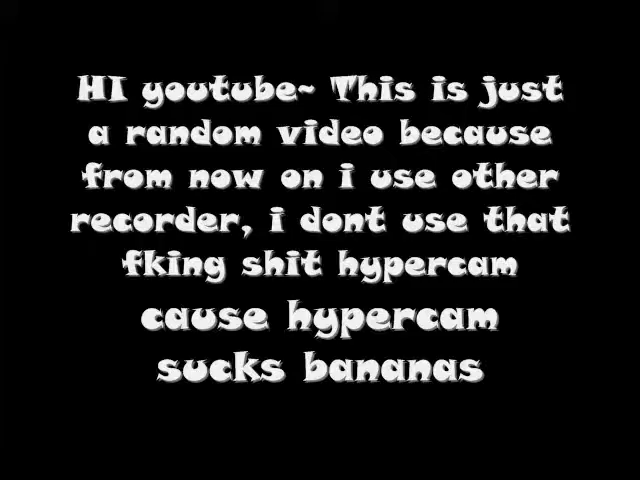 HI youtube~ This is just
a random video because
from now on i use other
recorder, i dont use that
fking shit hypercam
cause hypercam
sucks bananas